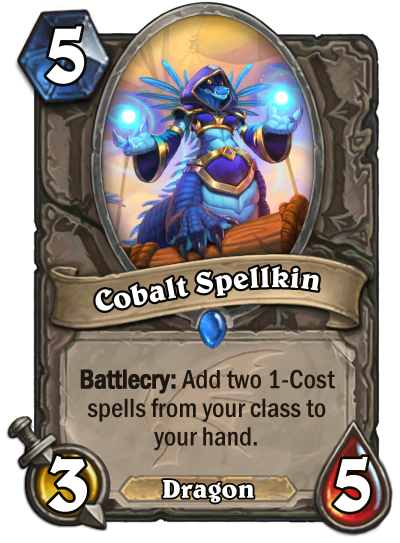 5
Cobalt Spellkin
Battlecry: Add two 1-Cost
spells from your class to
your hand.
3
Dragon
5